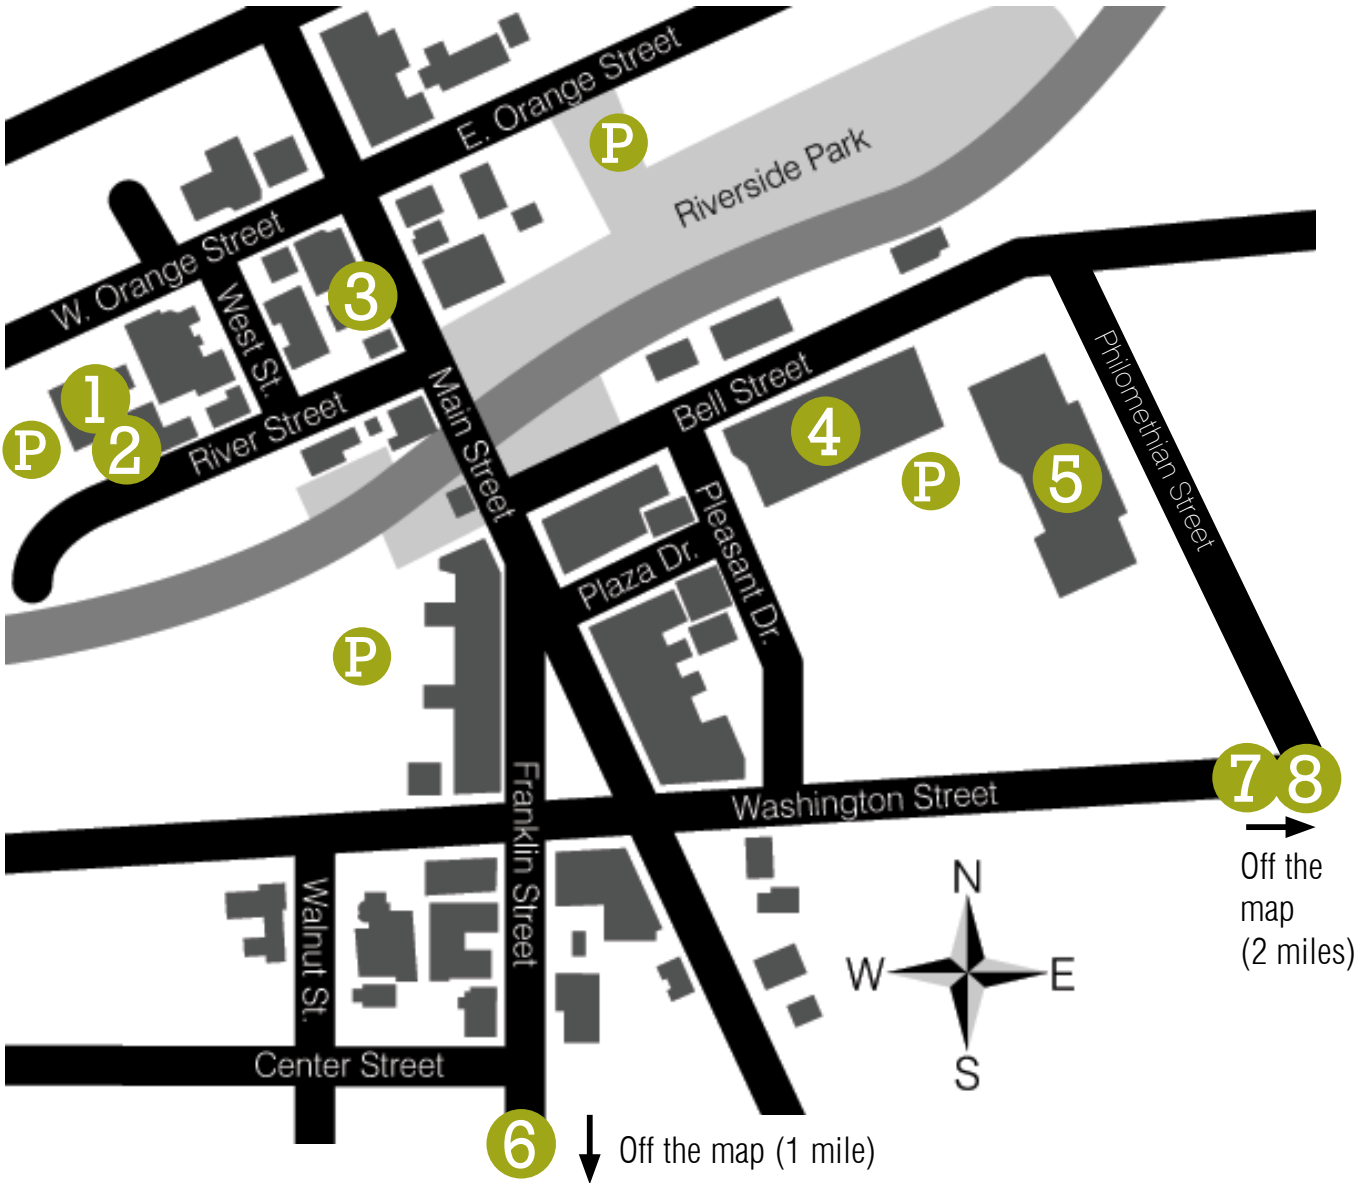 E. Orange Street
P
Riverside Park
W. Orange Street
West St.
3
1
P
2
River Street
Main Street
Bell Street
4
P
5
Philomethian Street
Pleasant Dr.
Plaza Dr.
P
Franklin Street
Washington Street
7
8
Off the
map
(2 miles)
Walnut St.
Center Street
N
W
E
S
6
Off the map (1 mile)